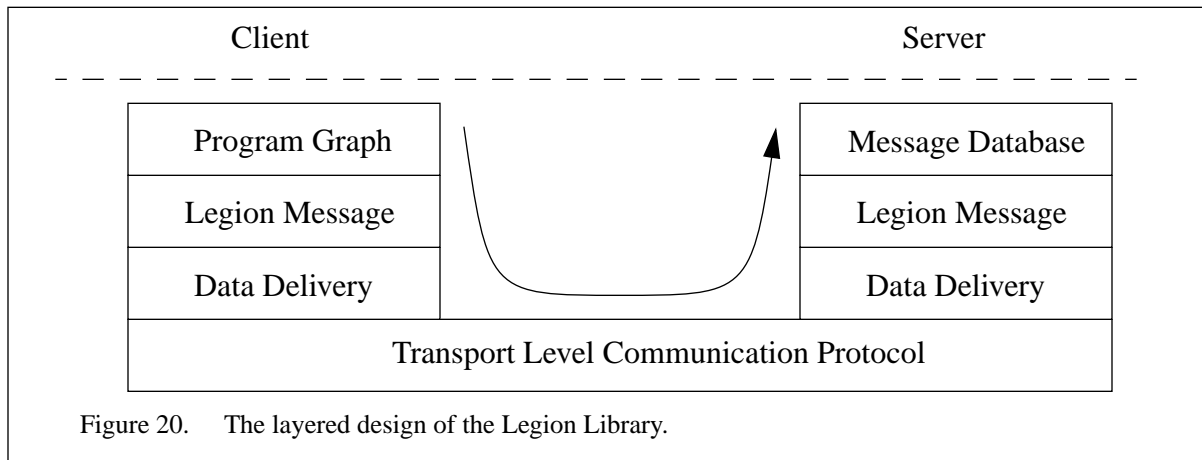 Client Server
Program Graph Message Database
Legion Message Legion Message
Data Delivery Data Delivery
Transport Level Communication Protocol
Figure 20. The layered design of the Legion Library.